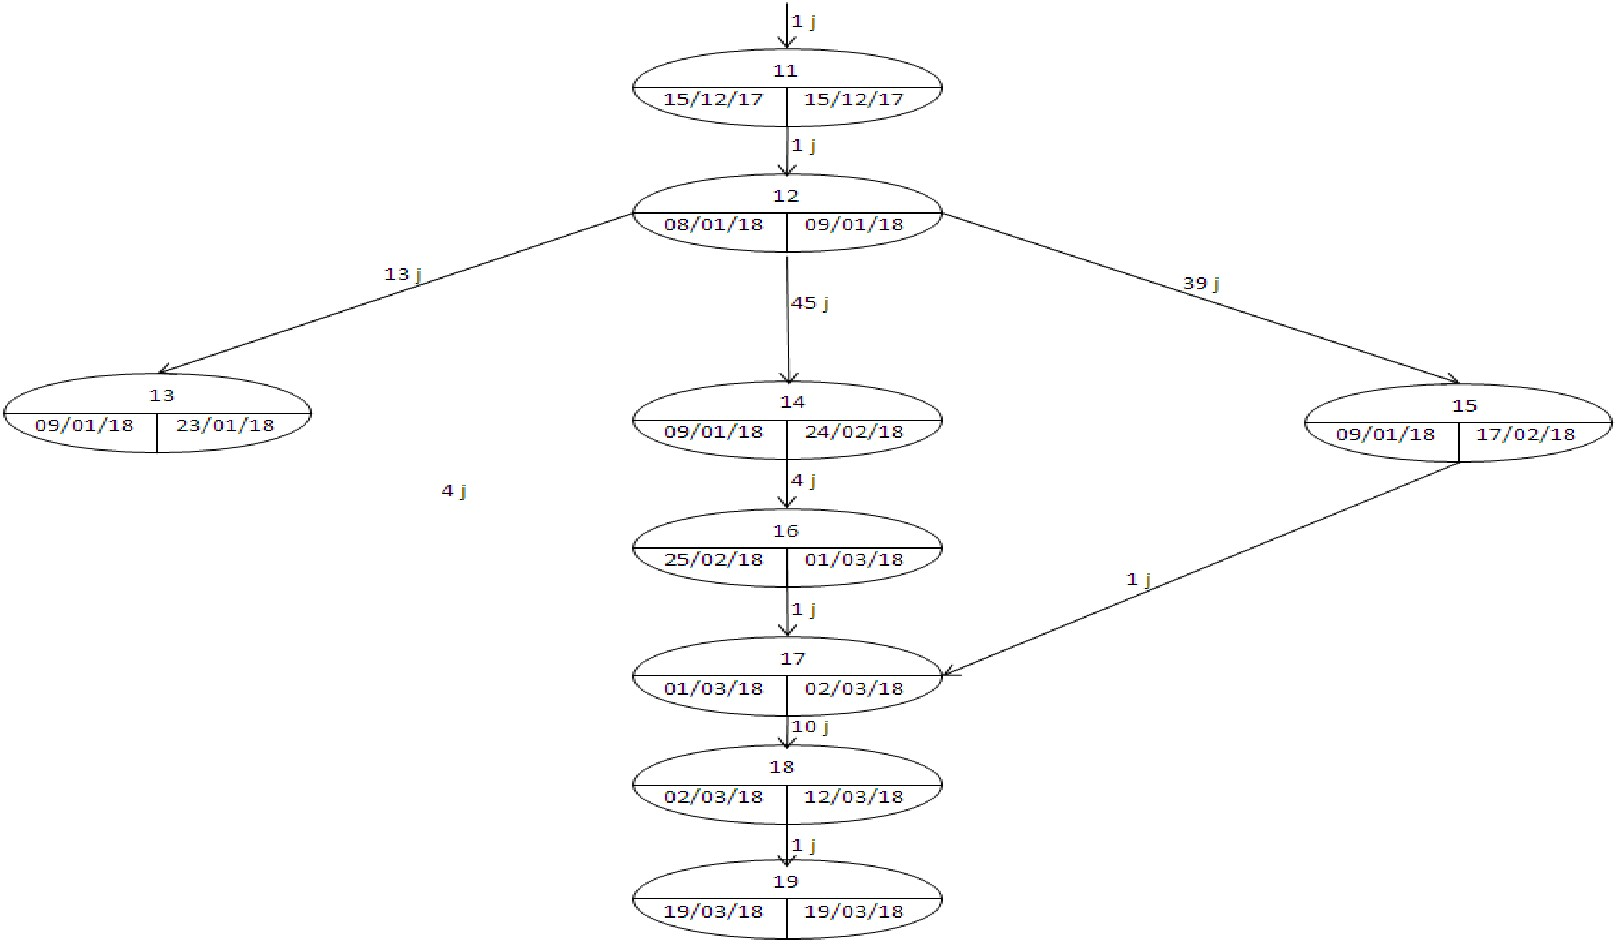 1 j
11
15/12/17 15/12/17
1 j
12
08/01/18 09/01/18
13 j
39 j
45 j
13
09/01/18 23/01/18
14
09/01/18 24/02/18
15
09/01/18 17/02/18
4 j
4 j
16
25/02/18 01/03/18
1 j
1 j
17
01/03/18 02/03/18
10 j
18
02/03/18 12/03/18
1 j
19
19/03/18 19/03/18